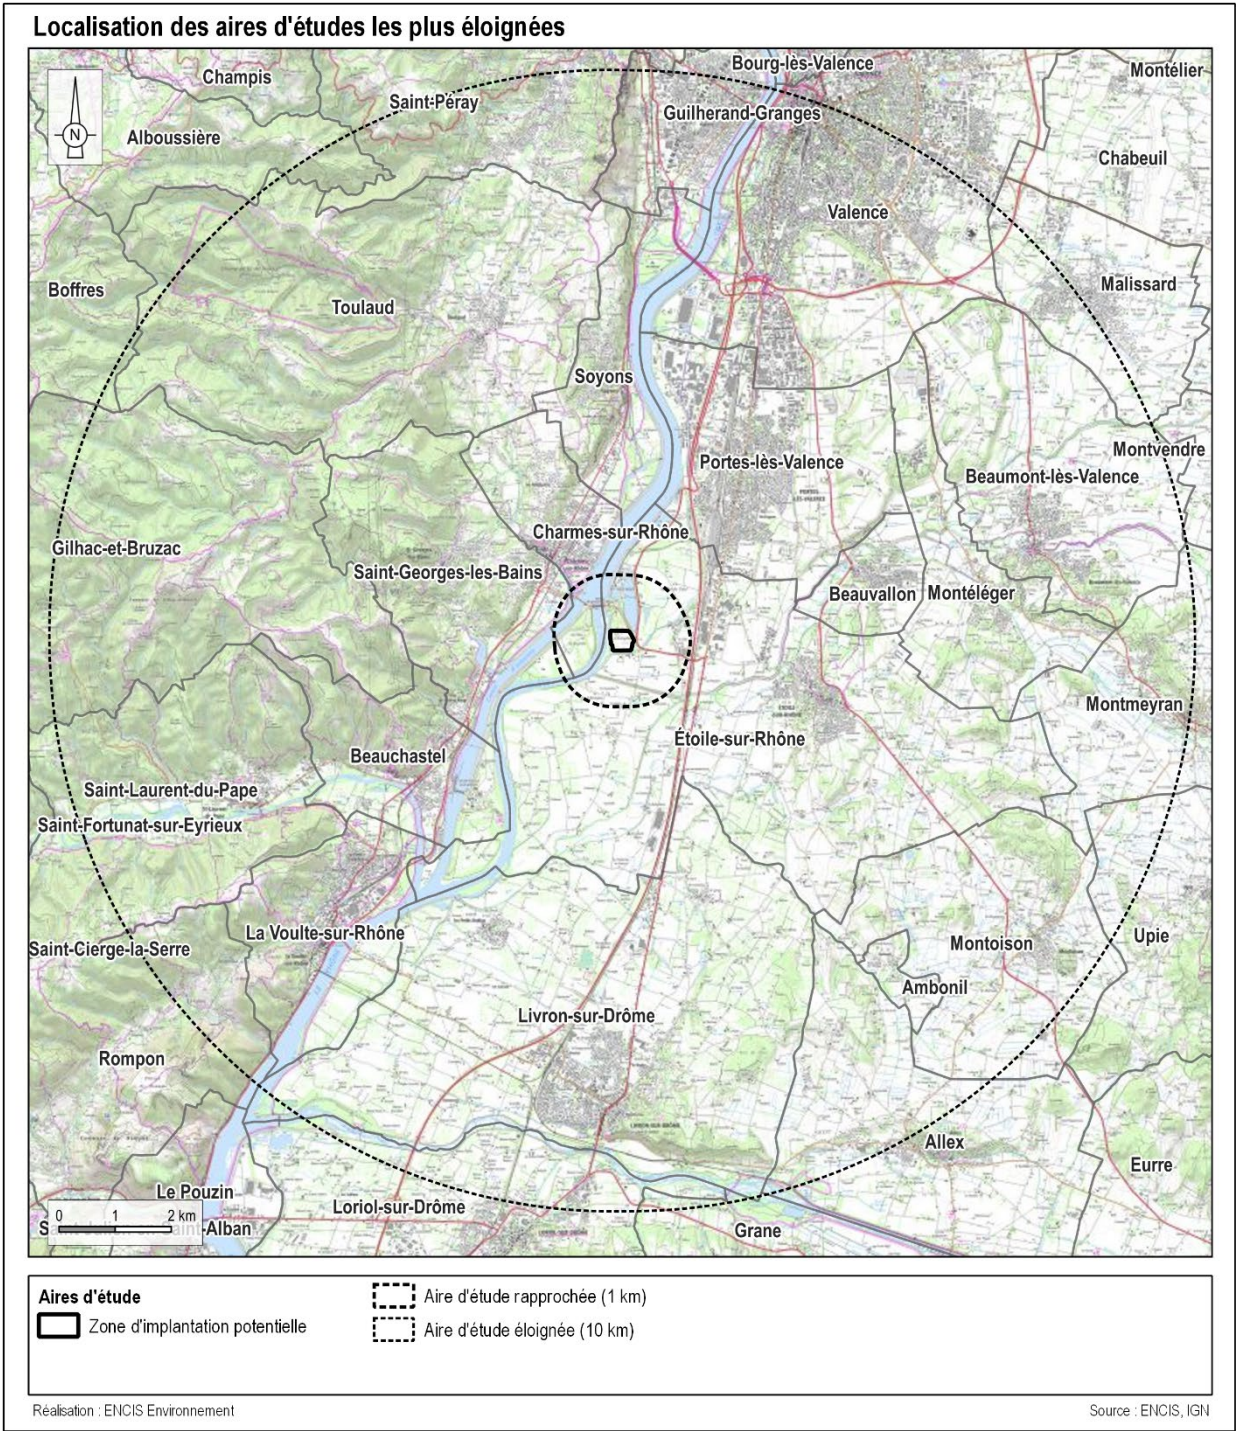 Localisation des aires d'études les plus éloignées
N
Champis
Saint-Péray
Bourg-lès-Valence
Montélier
Guilherand-Granges
Alboussière
Chabeuil
Valence
Boffres
Toulaud
Malissard
Soyons
Portes-lès-Valence
Montvendre
Beaumont-lès-Valence
Charmes-sur-Rhône
Gilhac-et-Bruzac
Saint-Georges-les-Bains
Beauvallon
Montéléger
Montmeyran
Étoile-sur-Rhône
Beauchastel
Saint-Laurent-du-Pape
Saint-Fortunat-sur-Eyrieux
La Voulte-sur-Rhône
Saint-Cierge-la-Serre
Montoison
Upie
Ambonil
Livron-sur-Drôme
Rompon
Allex
Eurre
Le Pouzin
Loriol-sur-Drôme
Grane
0 1 2 km
-Alban
Aires d'étude
Zone d'implantation potentielle
Aire d'étude rapprochée (1 km)
Aire d'étude éloignée (10 km)
Réalisation : ENCIS Environnement
Source : ENCIS, IGN